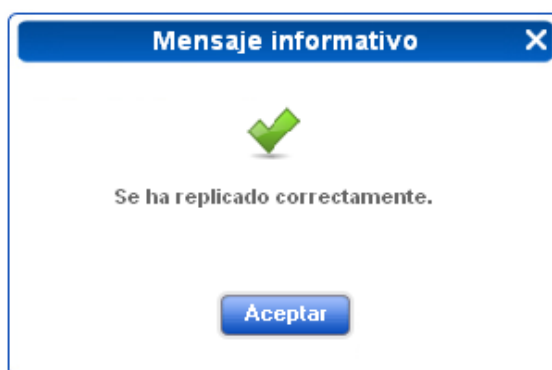 Mensaje informativo X
Se ha replicado correctamente.
Aceptar